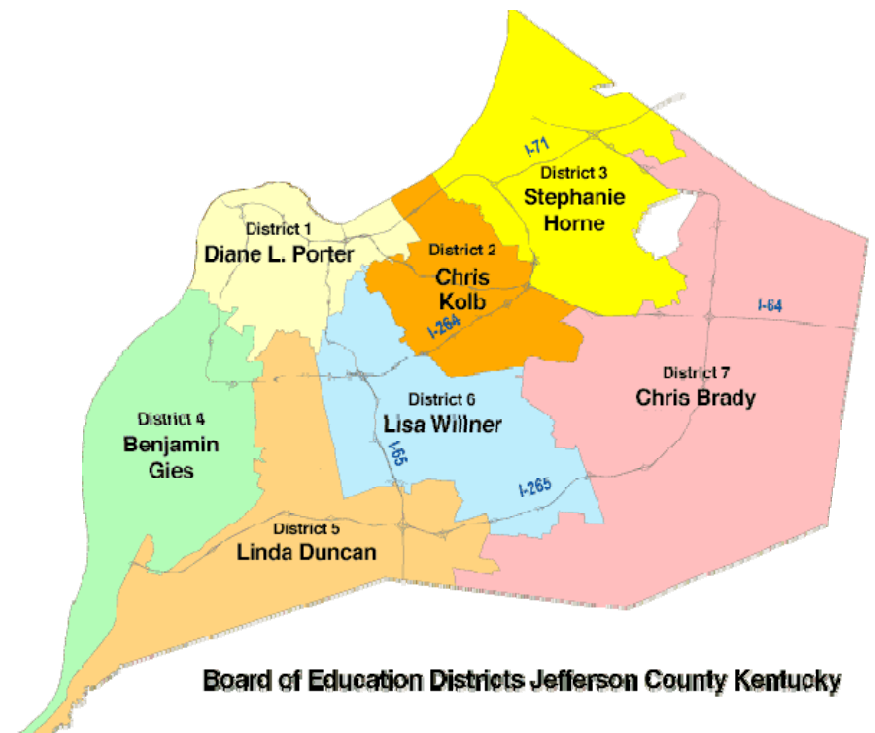 I-71
District 3
Stephanie
Horne
District 1
Diane L. Porter
District 2
Chris
Kolb
I-264
I-64
District 7
Chris Brady
District 6
Lisa Willner
District 4
Benjamin
Gies
I-65
I-265
District 5
Linda Duncan
Board of Education Districts Jefferson County Kentucky